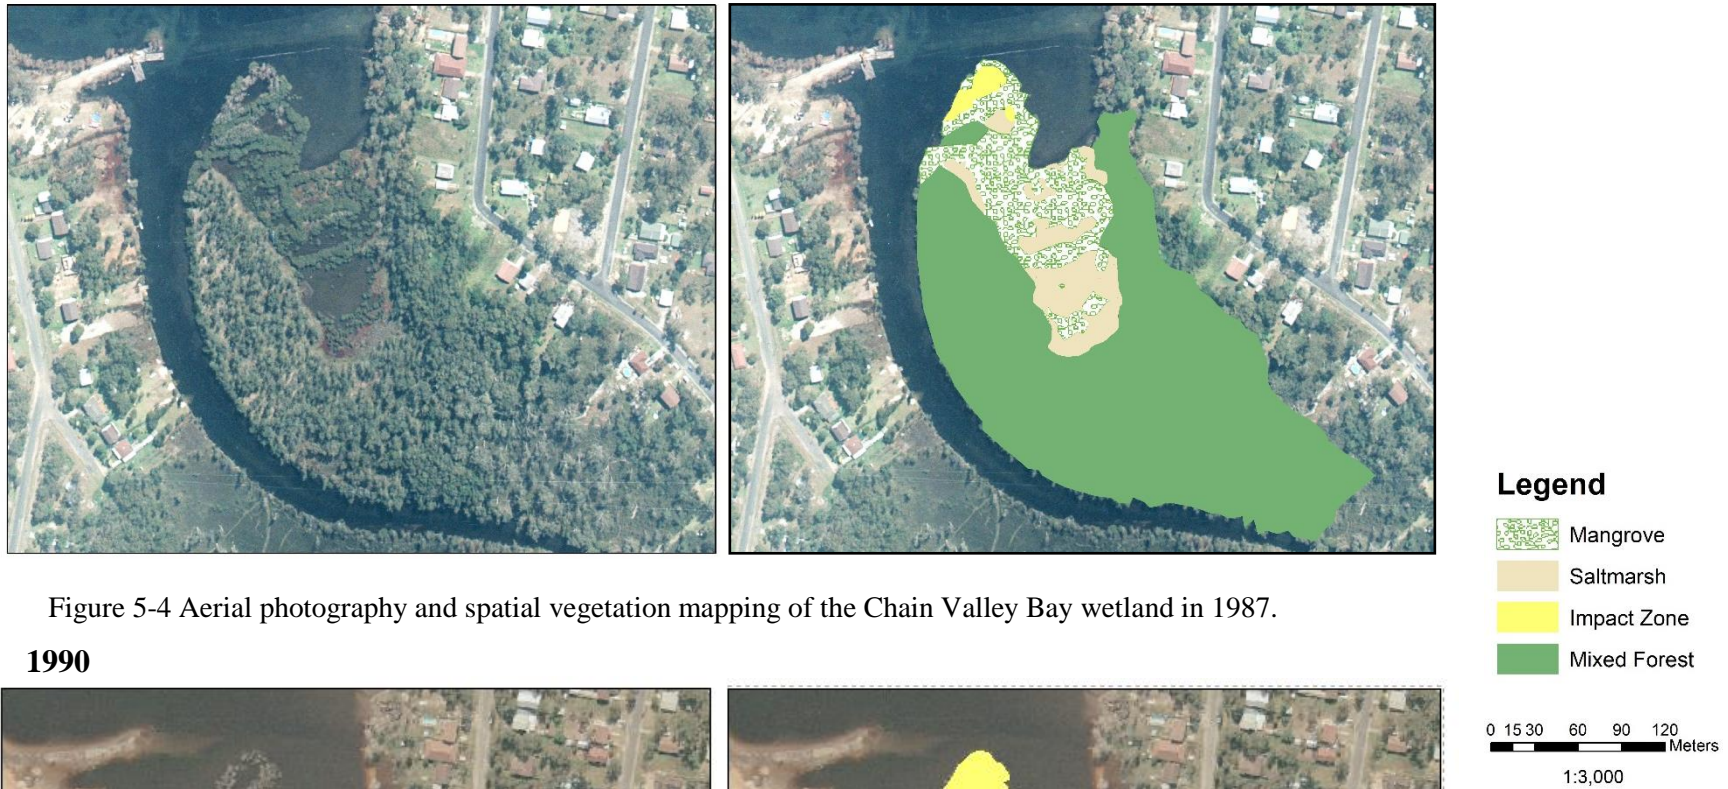 Figure 5-4 Aerial photography and spatial vegetation mapping of the Chain Valley Bay wetland in 1987.
1990
Legend
Mangrove
Saltmarsh
Impact Zone
Mixed Forest
0 15 30 60 90 120
Meters
1:3,000